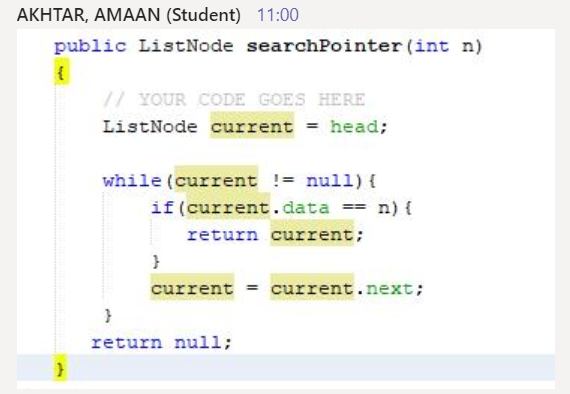 AKHTAR, AMAAN (Student) 11:00
public ListNode searchPointer(int n)
{
// YOUR CODE GOES HERE
ListNode current = head;
while(current != null){
if(current.data == n){
return current;
}
current = current.next;
}
return null;
}